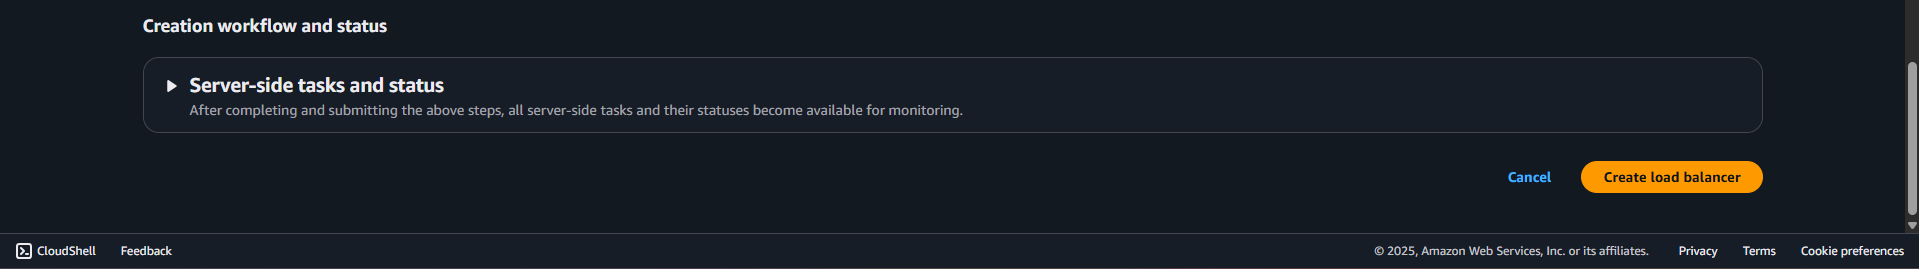 Creation workflow and status
Server-side tasks and status
After completing and submitting the above steps, all server-side tasks and their statuses become available for monitoring.
Cancel
Create load balancer
CloudShell
Feedback
© 2025, Amazon Web Services, Inc. or its affiliates.
Privacy
Terms
Cookie preferences